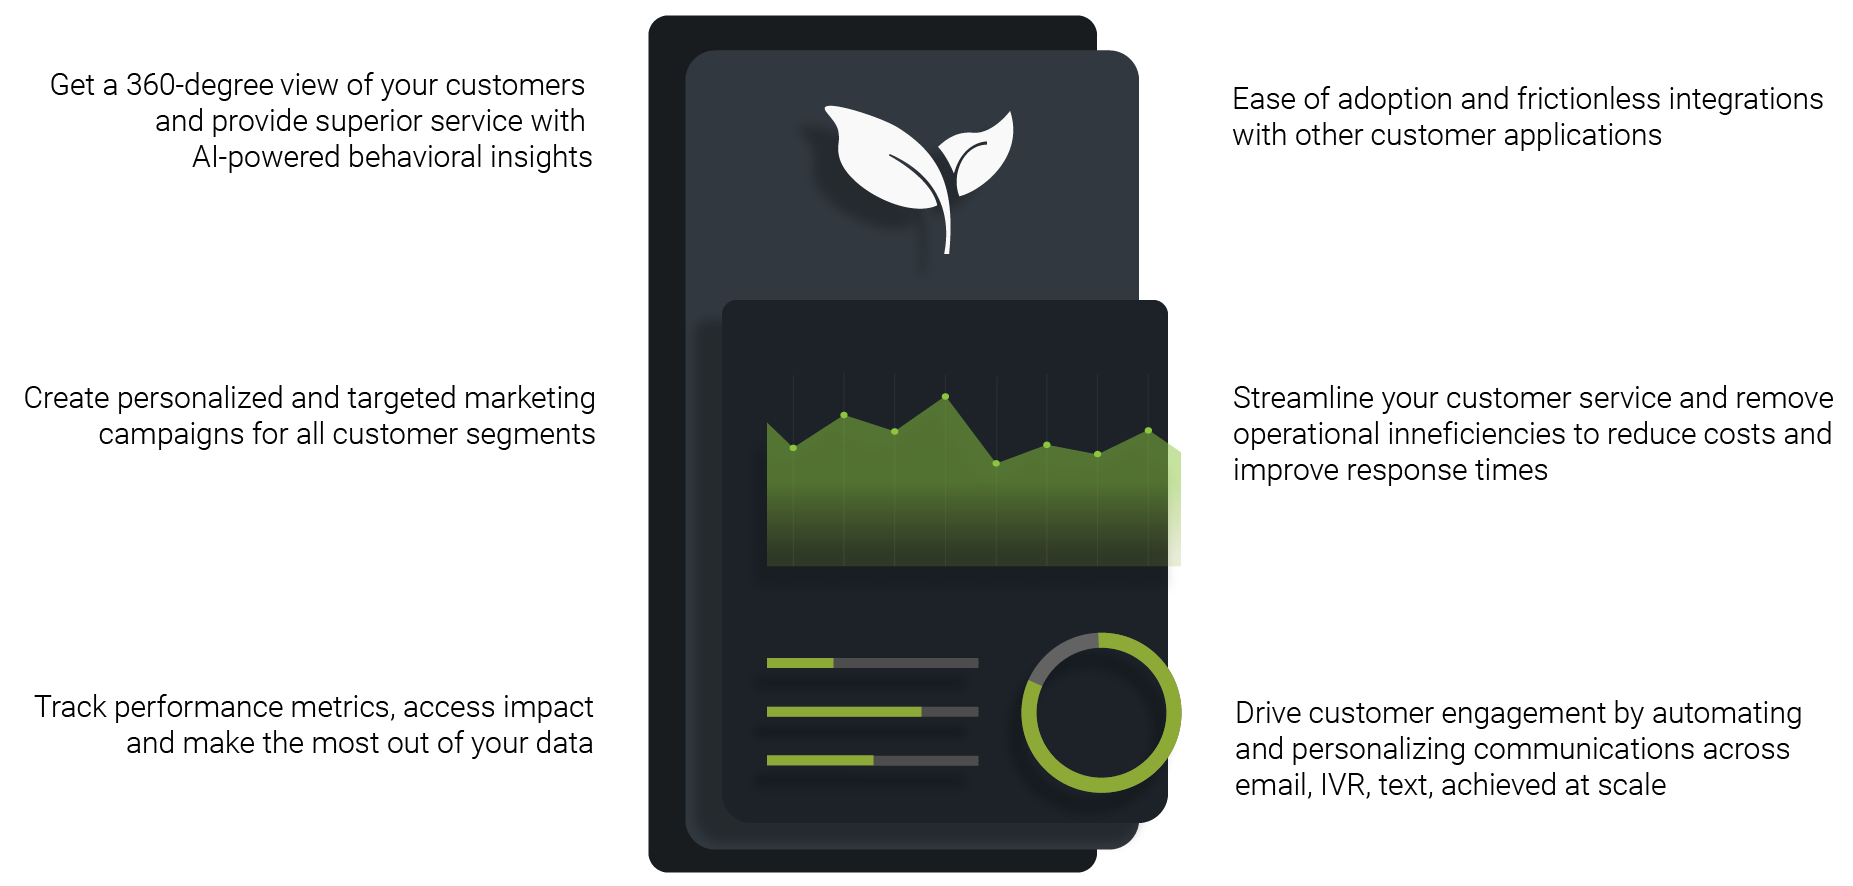 Get a 360-degree view of your customers
and provide superior service with
AI-powered behavioral insights
Ease of adoption and frictionless integrations
with other customer applications
Create personalized and targeted marketing
campaigns for all customer segments
Streamline your customer service and remove
operational inneficiencies to reduce costs and
improve response times
Track performance metrics, access impact
and make the most out of your data
Drive customer engagement by automating
and personalizing communications across
email, IVR, text, achieved at scale